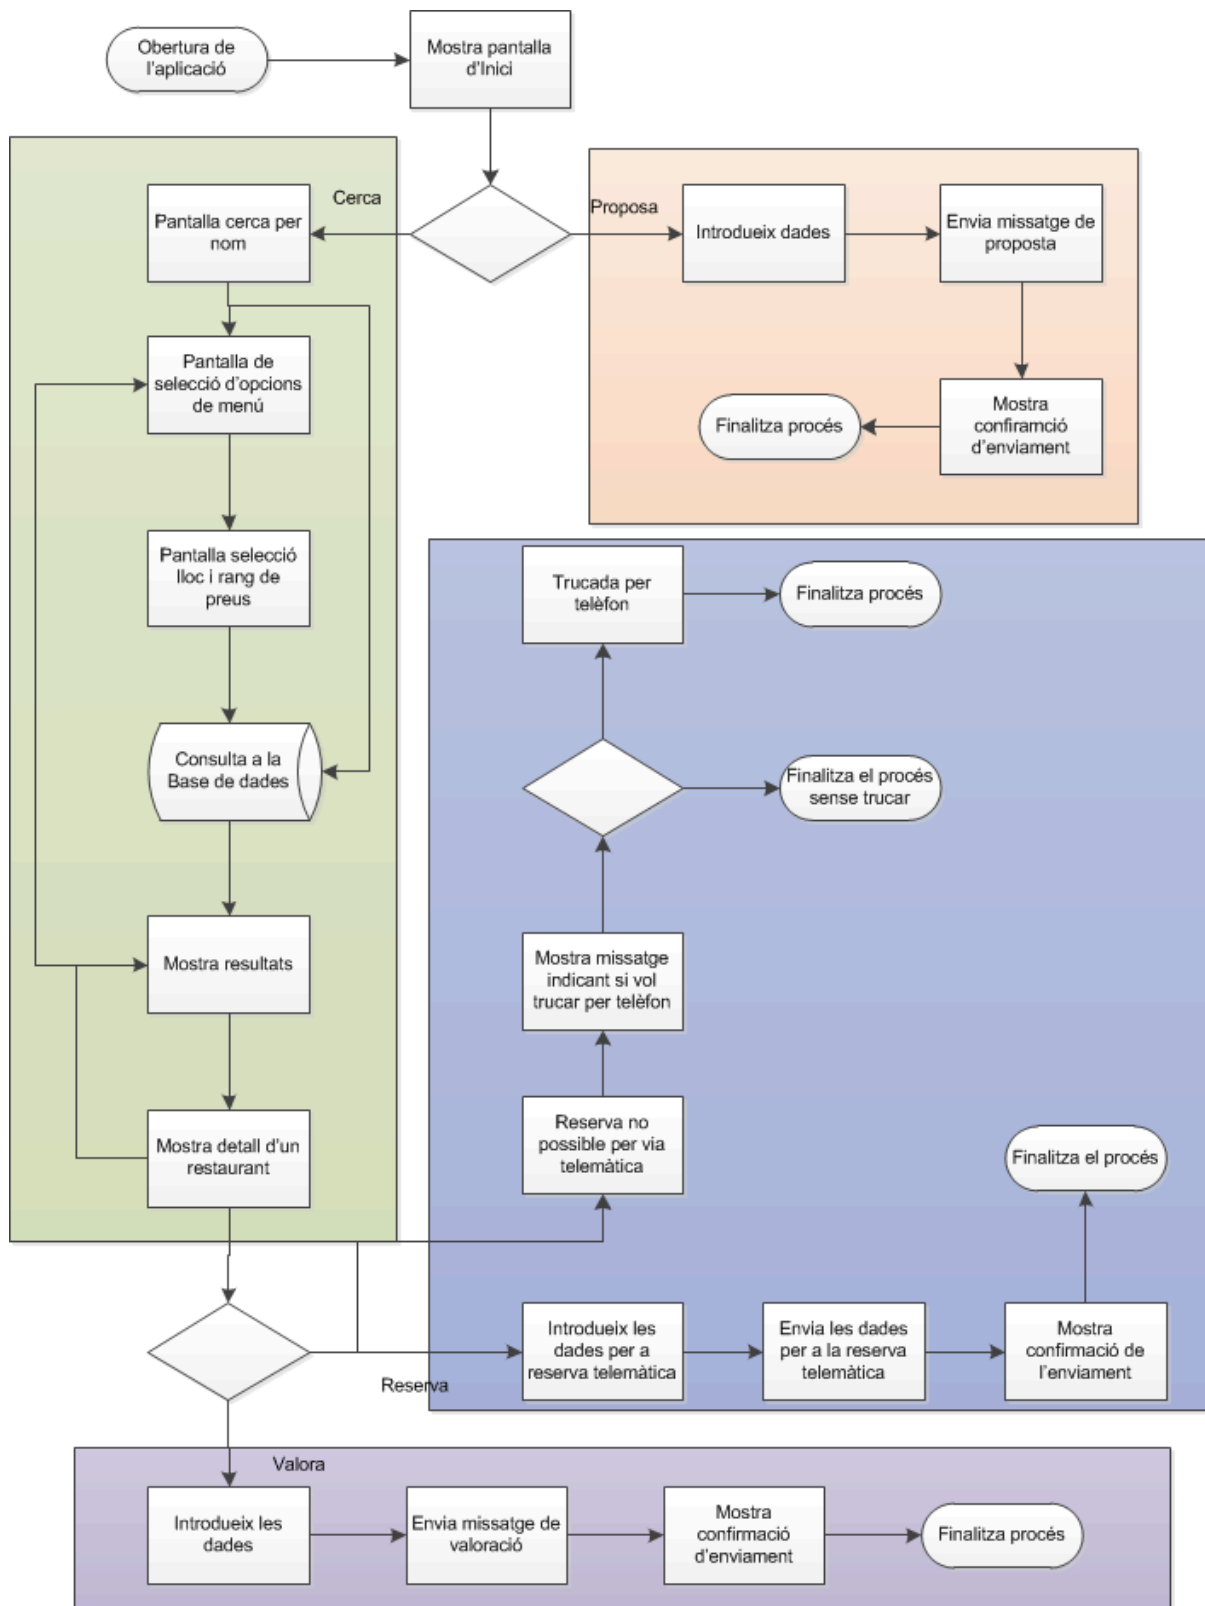 Obertura de
l'aplicació
Mostra pantalla
d'Inici
Cerca
Proposa
Pantalla cerca per
nom
Introdueix dades
Envia missatge de
proposta
Pantalla de
selecció d'opcions
de menú
Mostra
confiramció
d'enviament
Finalitza procés
Pantalla selecció
lloc i rang de
preus
Trucada per
telèfon
Finalitza procés
Consulta a la
Base de dades
Finalitza el procés
sense trucar
Mostra resultats
Mostra missatge
indicant si vol
trucar per telèfon
Mostra detall d'un
restaurant
Reserva no
possible per via
telemàtica
Finalitza el procés
Introdueix les
dades per a
reserva telemàtica
Envia les dades
per a la reserva
telemàtica
Mostra
confirmació de
l'enviament
Reserva
Valora
Introdueix les
dades
Envia missatge de
valoració
Mostra
confirmació
d'enviament
Finalitza procés